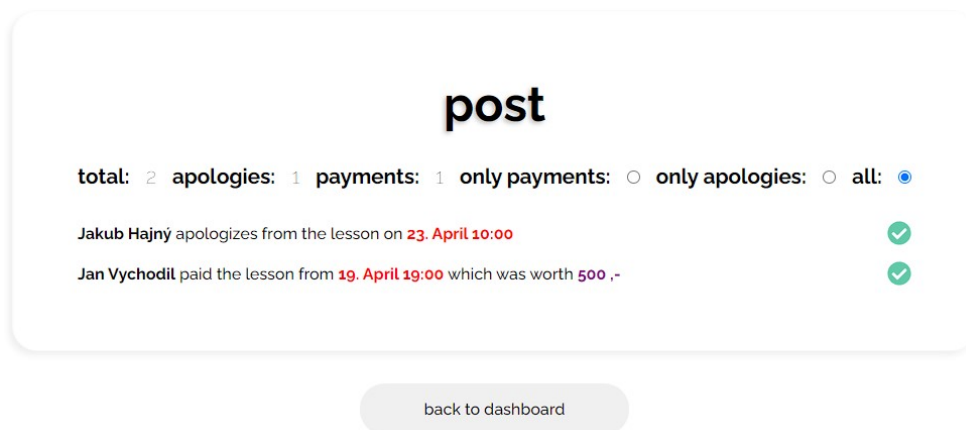 post
total: 2 apologies: 1 payments: 1 only payments: only apologies: all:
Jakub Hajný apologizes from the lesson on 23. April 10:00
Jan Vychodil paid the lesson from 19. April 19:00 which was worth 500 ,-
back to dashboard